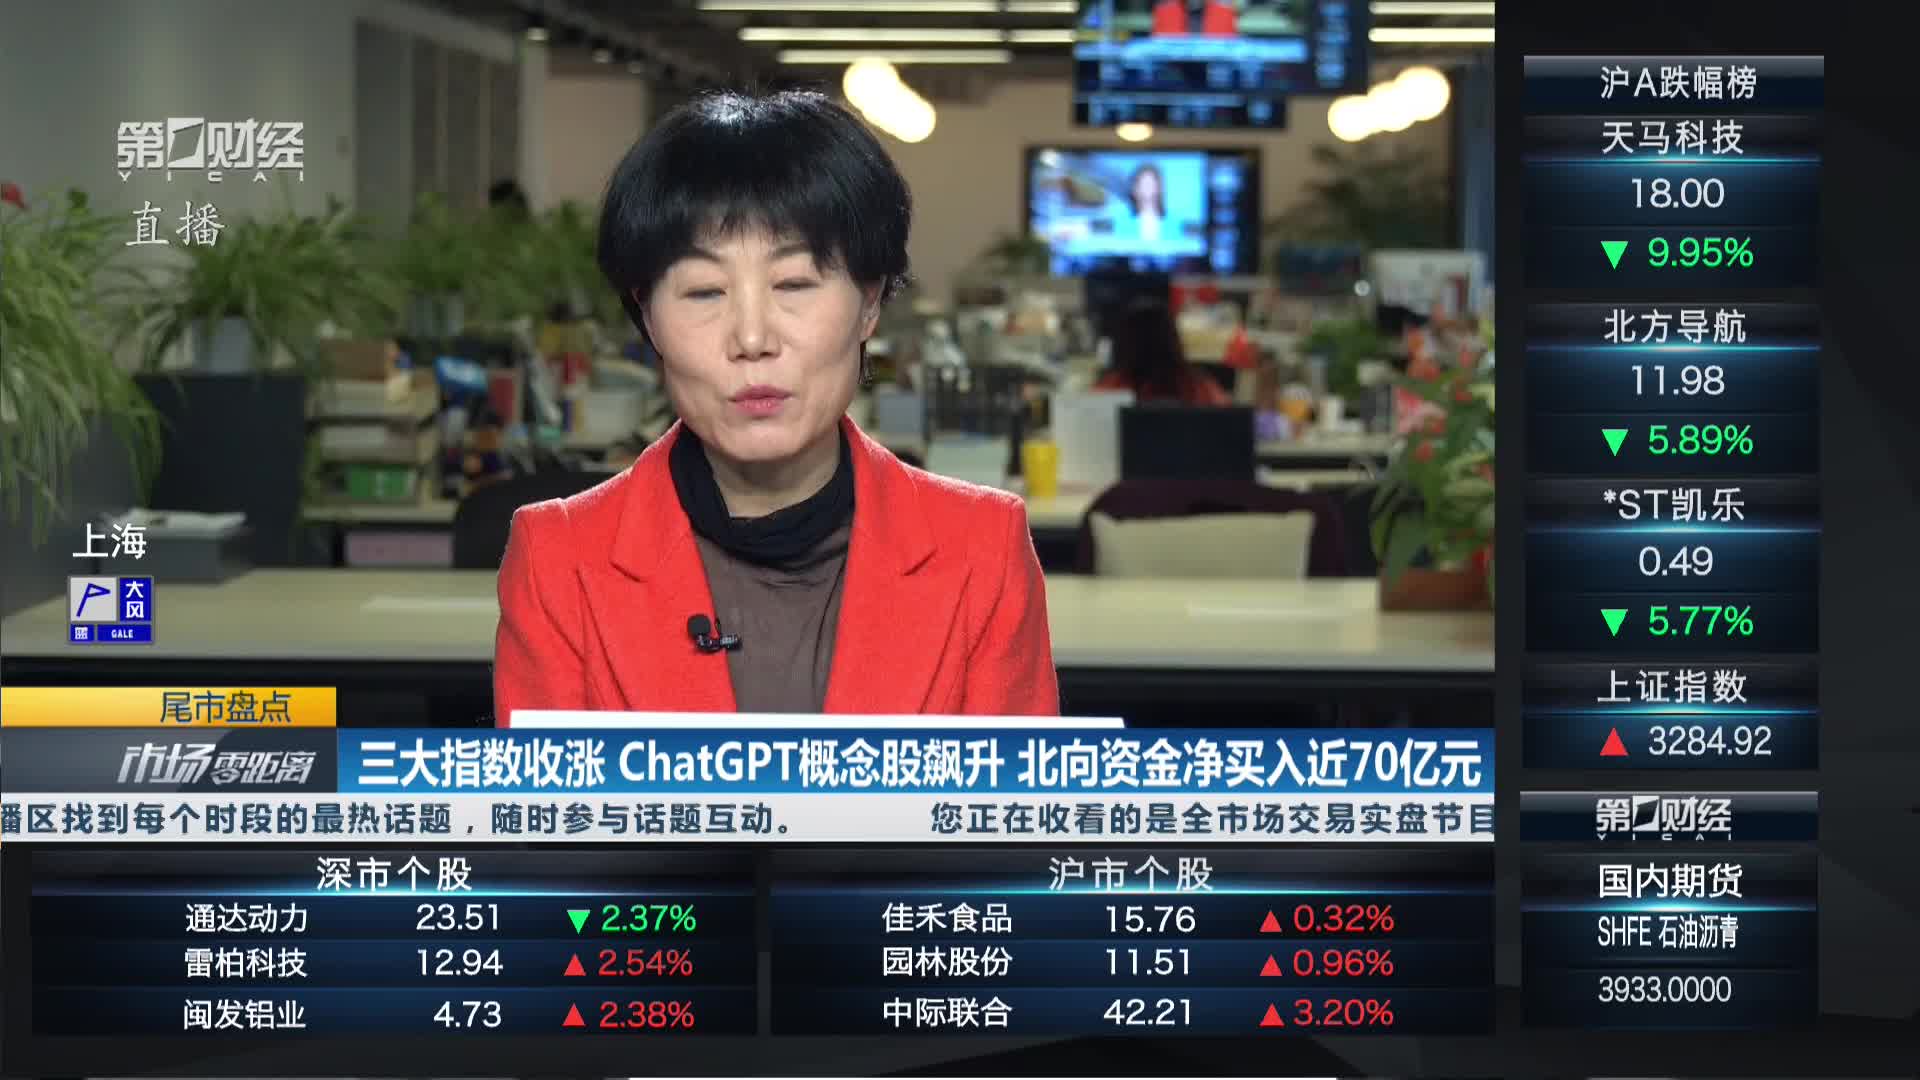 第一财经
YICAI
直播
上海
大风
蓝
GALE
尾市盘点
市场零距离
三大指数收涨 ChatGPT概念股飙升 北向资金净买入近70亿元
播区找到每个时段的最热话题，随时参与话题互动。 您正在收看的是全市场交易实盘节目
深市个股
通达动力 23.51 ▼ 2.37%
雷柏科技 12.94 ▲ 2.54%
闽发铝业 4.73 ▲ 2.38%
沪市个股
佳禾食品 15.76 ▲ 0.32%
园林股份 11.51 ▲ 0.96%
中际联合 42.21 ▲ 3.20%
沪A跌幅榜
天马科技
18.00
▼ 9.95%
北方导航
11.98
▼ 5.89%
*ST凯乐
0.49
▼ 5.77%
上证指数
▲ 3284.92
第一财经
YICAI
国内期货
SHFE 石油沥青
3933.0000